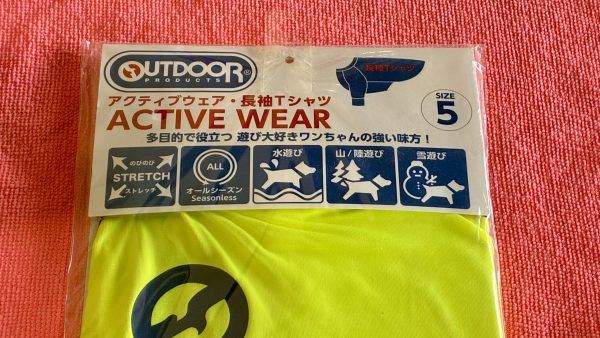 OUTDOOR®
PRODUCTS
長袖Tシャツ
SIZE
5
アクティブウェア・長袖Tシャツ
ACTIVE WEAR
多目的で役立つ 遊び大好きワンちゃんの強い味方！
のびのび
STRETCH
ストレッチ
ALL
オールシーズン
Seasonless
水遊び
山/陸遊び
雪遊び